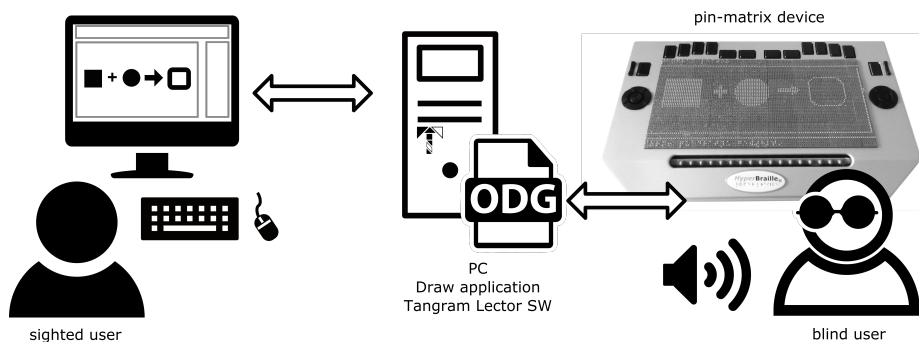 pin-matrix device
ODG
HyperBraille
PC
Draw application
Tangram Lector SW
sighted user
blind user